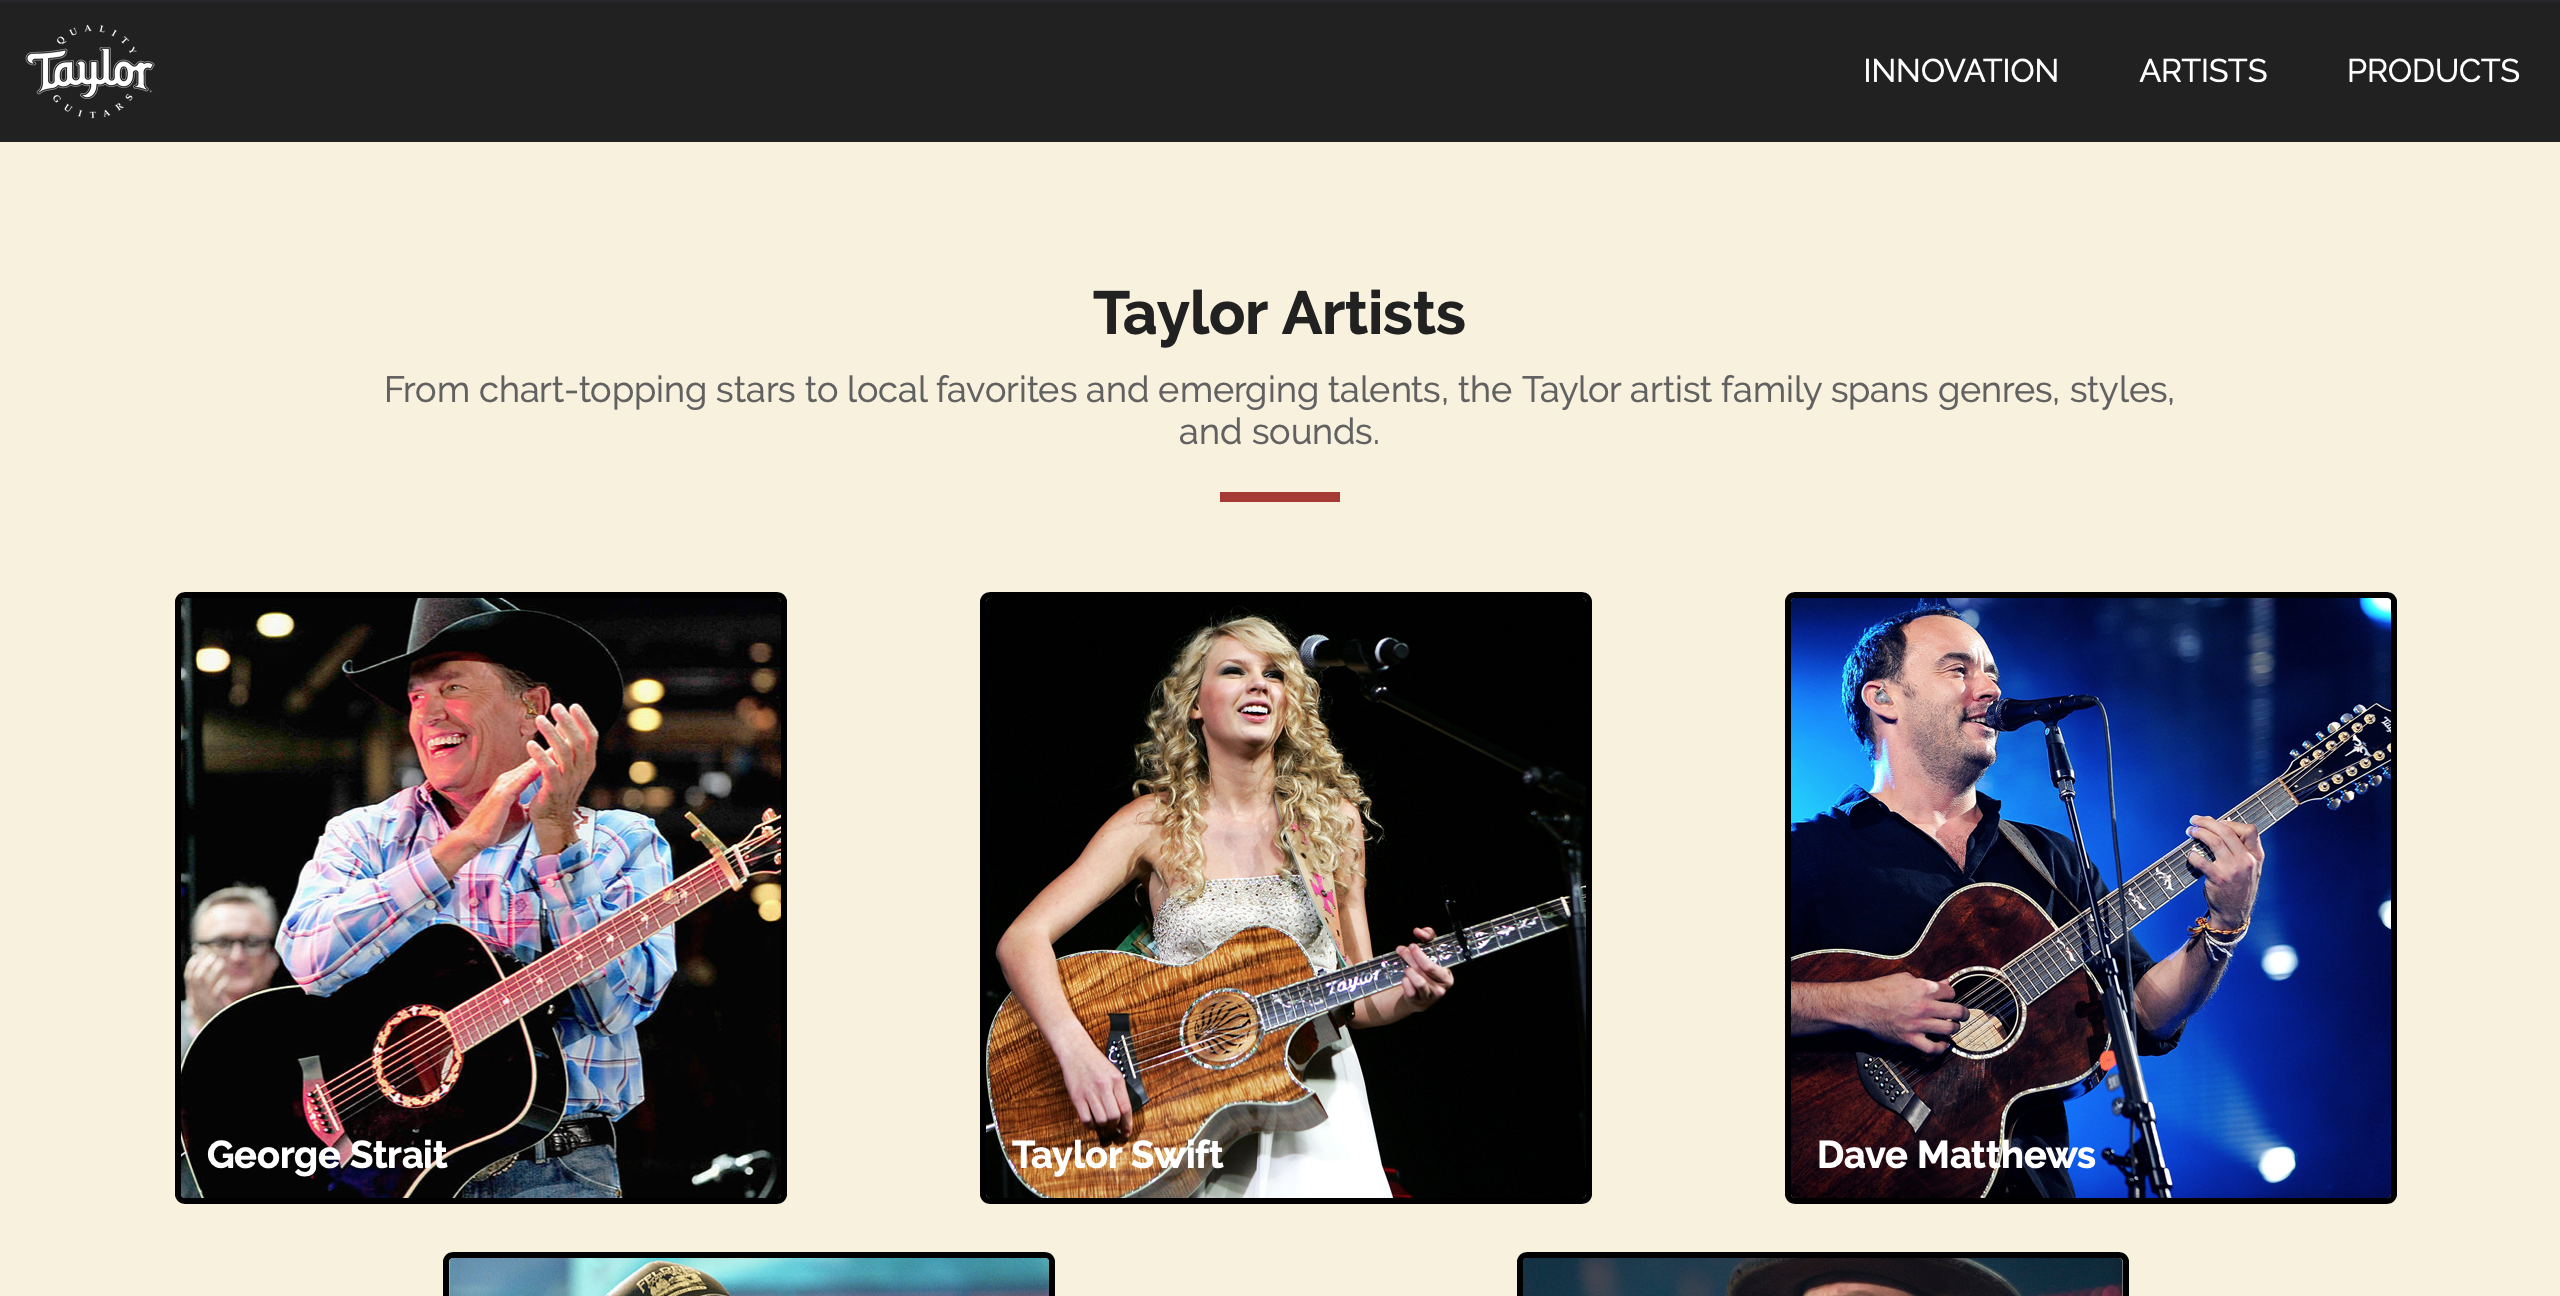 QUALITY
Taylor
GUITARS
INNOVATION
ARTISTS
PRODUCTS
Taylor Artists
From chart-topping stars to local favorites and emerging talents, the Taylor artist family spans genres, styles,
and sounds.
Taylor
George Strait
Taylor Swift
Dave Matthews